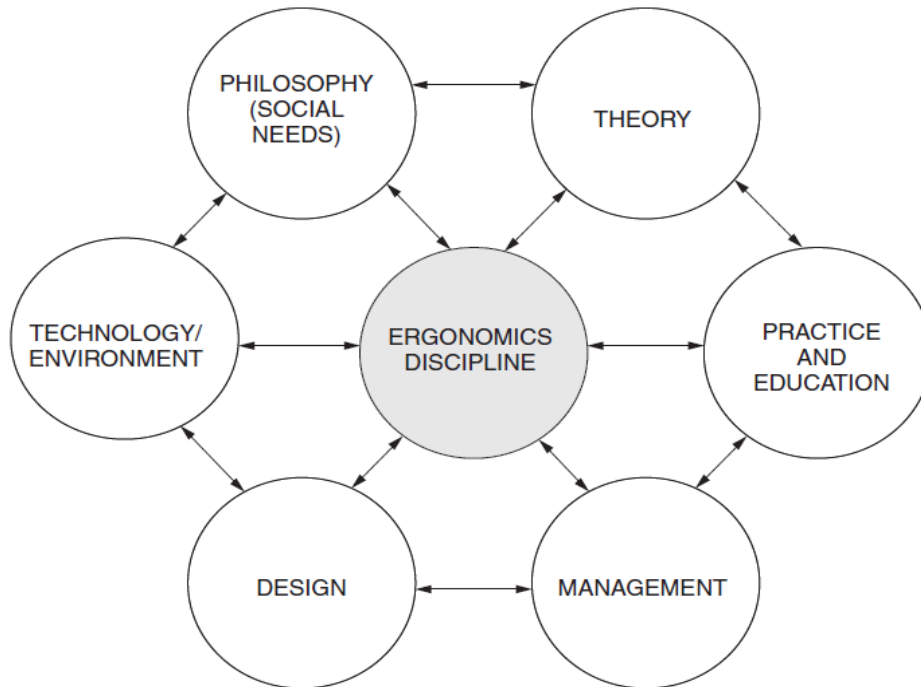 PHILOSOPHY
(SOCIAL
NEEDS)
THEORY
TECHNOLOGY/
ENVIRONMENT
ERGONOMICS
DISCIPLINE
PRACTICE
AND
EDUCATION
DESIGN
MANAGEMENT